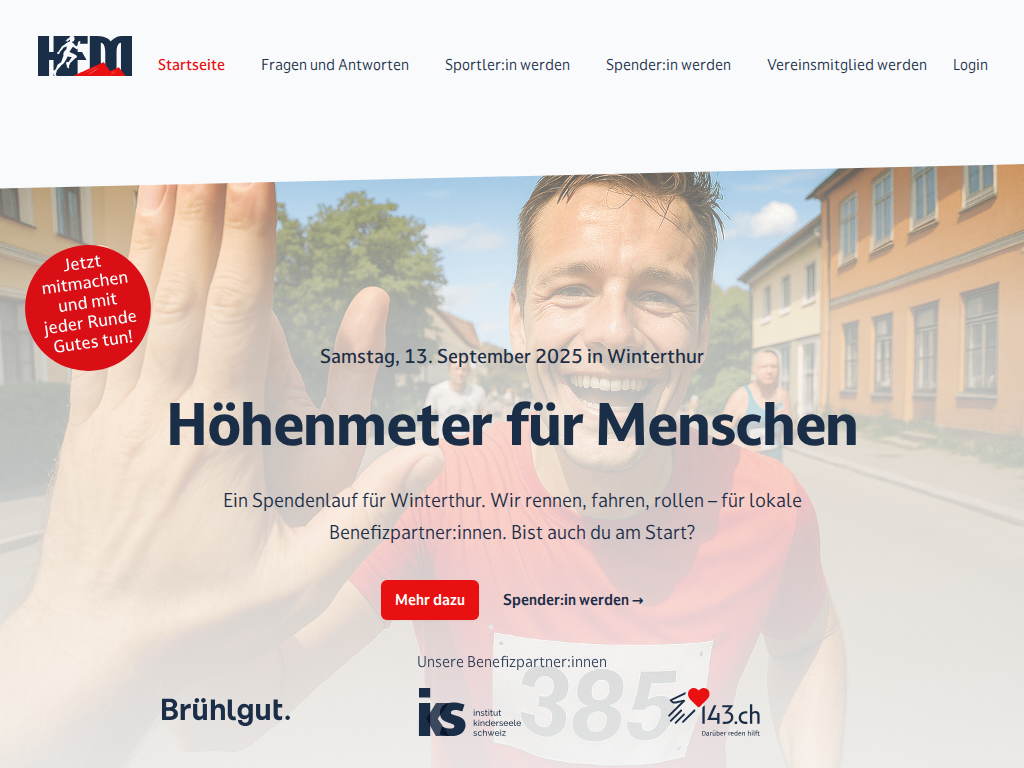 HFM
Startseite
Fragen und Antworten
Sportler:in werden
Spender:in werden
Vereinsmitglied werden
Login
Jetzt
mitmachen
und mit
jeder Runde
Gutes tun!
Samstag, 13. September 2025 in Winterthur
Höhenmeter für Menschen
Ein Spendenlauf für Winterthur. Wir rennen, fahren, rollen – für lokale
Benefizpartner:innen. Bist auch du am Start?
Mehr dazu
Spender:in werden →
Unsere Benefizpartner:innen
385
Brühlgut.
iks
institut
kinderseele
schweiz
143.ch
Darüber reden hilft